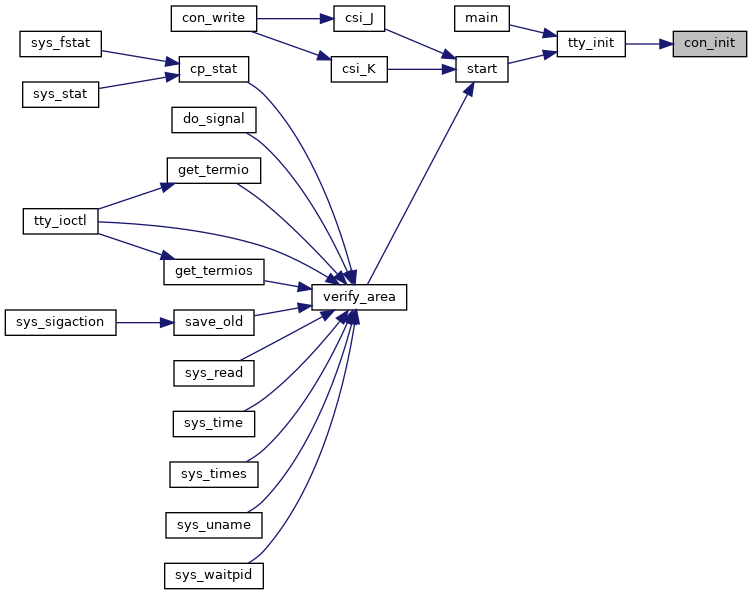 con_write
csi_J
main
sys_fstat
tty_init
con_init
cp_stat
csi_K
start
sys_stat
do_signal
get_termio
tty_ioctl
get_termios
verify_area
sys_sigaction
save_old
sys_read
sys_time
sys_times
sys_uname
sys_waitpid